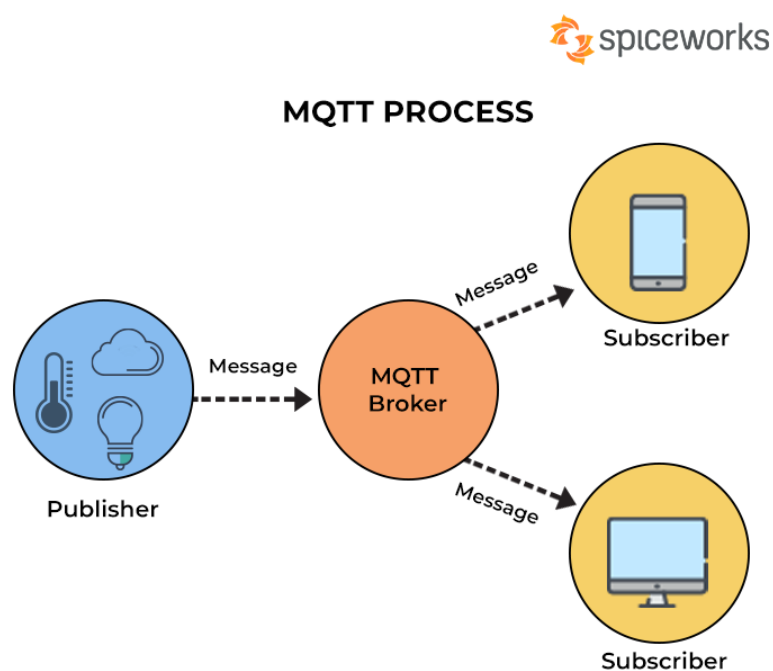 spiceworks
MQTT PROCESS
Message
Subscriber
Message
MQTT
Broker
Publisher
Message
Subscriber